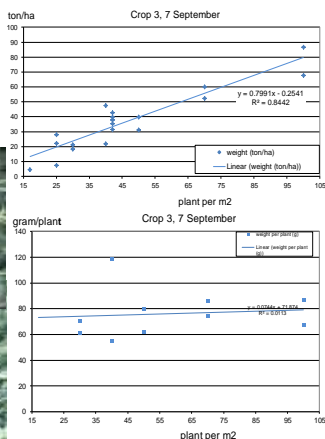 ton/ha
Crop 3, 7 September
100
90
80
70
60
50
40
30
20
10
0
y = 0.7991x - 0.2541
R² = 0.8442
weight (ton/ha)
Linear (weight (ton/ha))
15 25 35 45 55 65 75 85 95 105
plant per m2
gram/plant
Crop 3, 7 September
140
120
100
80
60
40
20
0
weight per plant (g)
Linear (weight per plant (g))
R² = 0.0113
15 25 35 45 55 65 75 85 95 105
plant per m2